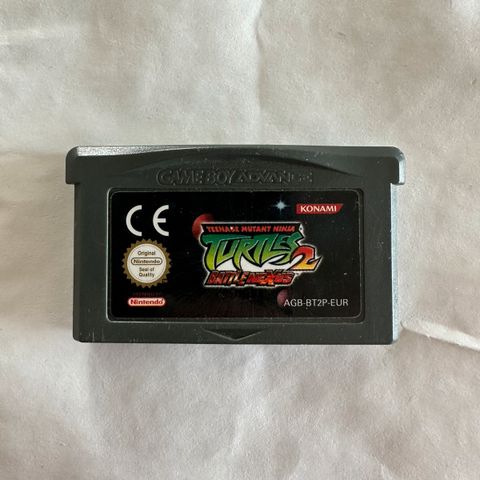 GAME BOY ADVANCE
CE
KONAMI
TEENAGE MUTANT NINJA
TURTLES 2
BATTLE NEXUS
Original
Nintendo
Seal of
Quality
Nintendo
AGB-BT2P-EUR